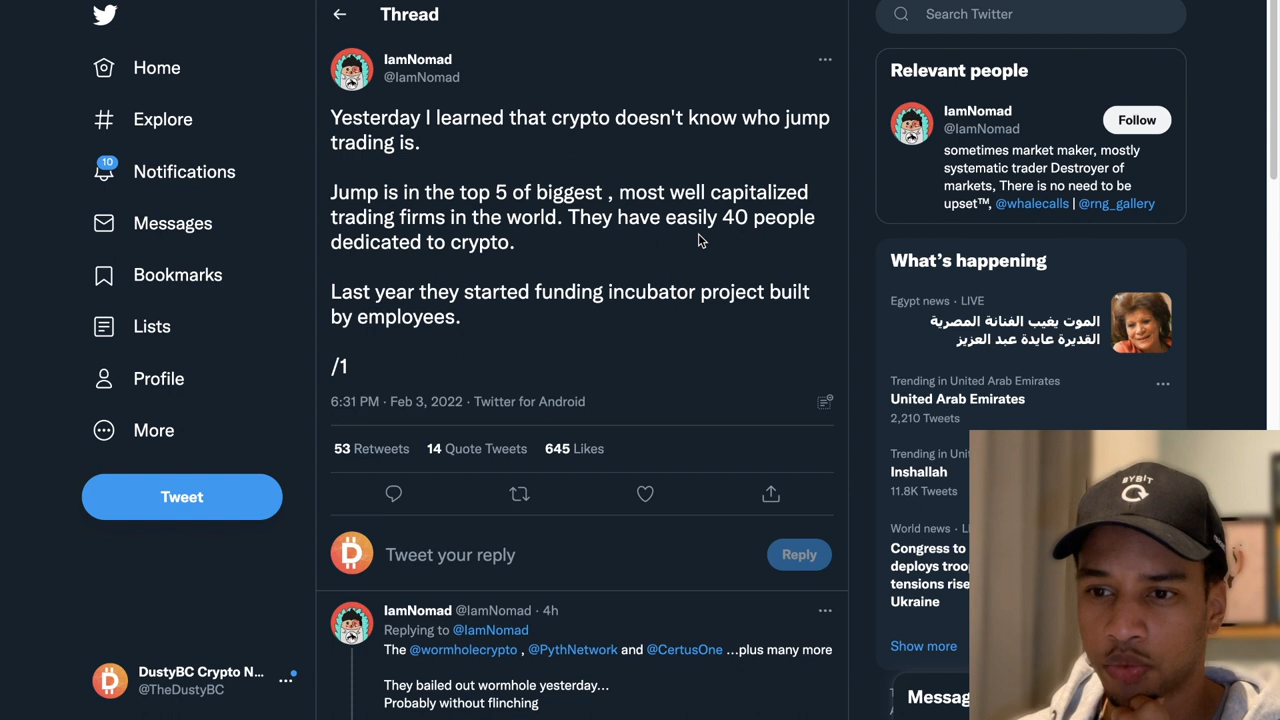 Home
Explore
10
Notifications
Messages
Bookmarks
Lists
Profile
More
Tweet
DustyBC Crypto N...
@TheDustyBC
Thread
IamNomad
@IamNomad
Yesterday I learned that crypto doesn't know who jump
trading is.
Jump is in the top 5 of biggest , most well capitalized
trading firms in the world. They have easily 40 people
dedicated to crypto.
Last year they started funding incubator project built
by employees.
/1
6:31 PM · Feb 3, 2022 · Twitter for Android
53 Retweets 14 Quote Tweets 645 Likes
Tweet your reply
Reply
IamNomad @IamNomad · 4h
Replying to @IamNomad
The @wormholecrypto , @PythNetwork and @CertusOne ...plus many more
They bailed out wormhole yesterday...
Probably without flinching
Search Twitter
Relevant people
IamNomad
@IamNomad
Follow
sometimes market maker, mostly
systematic trader Destroyer of
markets, There is no need to be
upset™, @whalecalls | @rng_gallery
What's happening
Egypt news · LIVE
الموت يغيب الفنانة المصرية
القديرة عايدة عبد العزيز
Trending in United Arab Emirates
United Arab Emirates
2,210 Tweets
Trending in Uni
Inshallah
11.8K Tweets
World news · L
Congress to
deploys troo
tensions rise
Ukraine
Show more
Messag
BYBIT